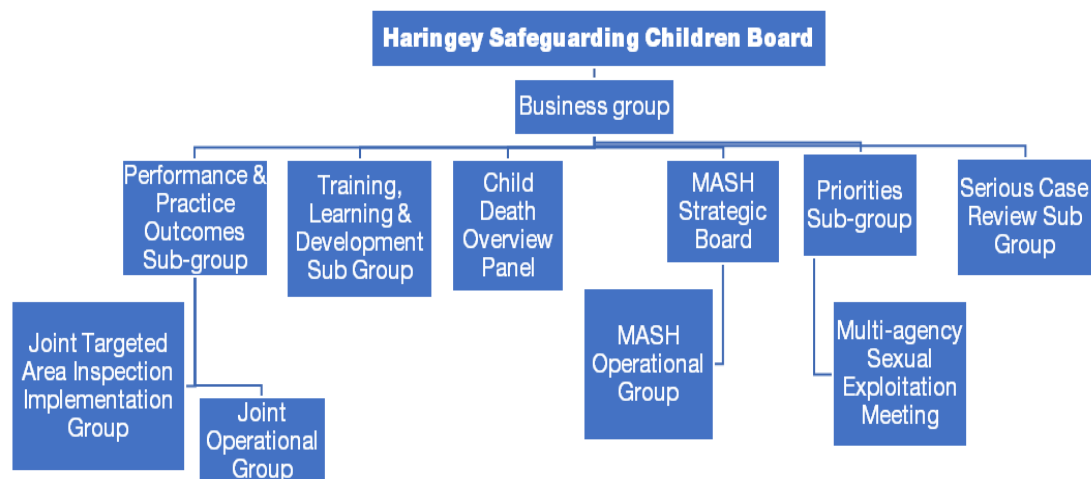 Haringey Safeguarding Children Board
Business group
Performance &
Practice
Outcomes
Sub-group
Training,
Learning &
Development
Sub Group
Child
Death
Overview
Panel
MASH
Strategic
Board
Priorities
Sub-group
Serious Case
Review Sub
Group
Joint Targeted
Area Inspection
Implementation
Group
Joint
Operational
Group
MASH
Operational
Group
Multi-agency
Sexual
Exploitation
Meeting